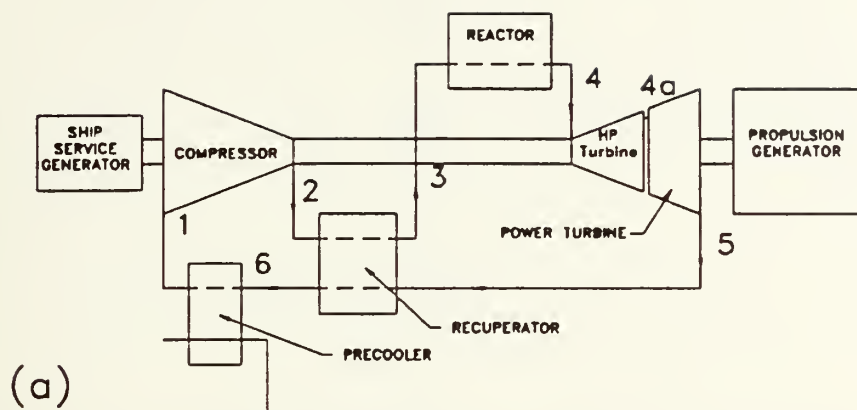 REACTOR
4
4a
SHIP
SERVICE
GENERATOR
COMPRESSOR
HP
Turbine
PROPULSION
GENERATOR
2
3
1
POWER TURBINE
5
6
RECUPERATOR
PRECOOLER
(a)